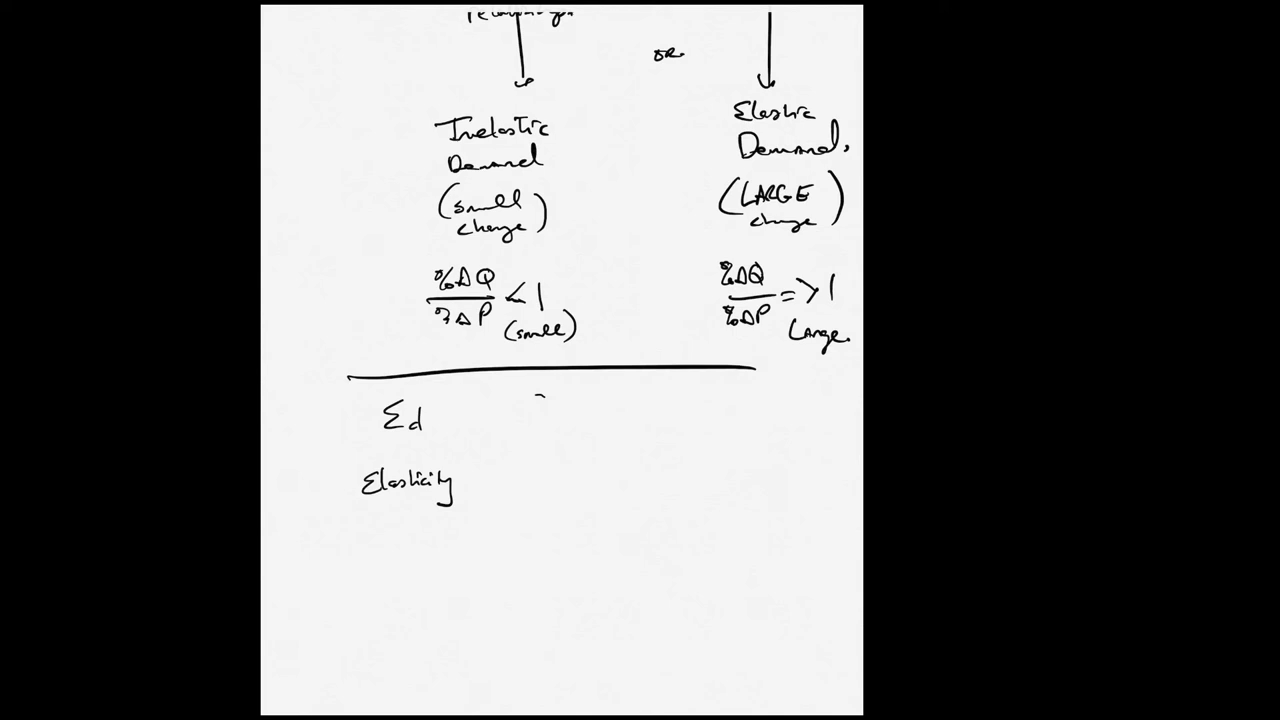 OR
Inelastic
Demand
(small
change)
%ΔQ
%ΔP
< 1
(small)
Elastic
Demand.
(LARGE
change)
%ΔQ
%ΔP
= > 1
Large.
Ed
Elasticity